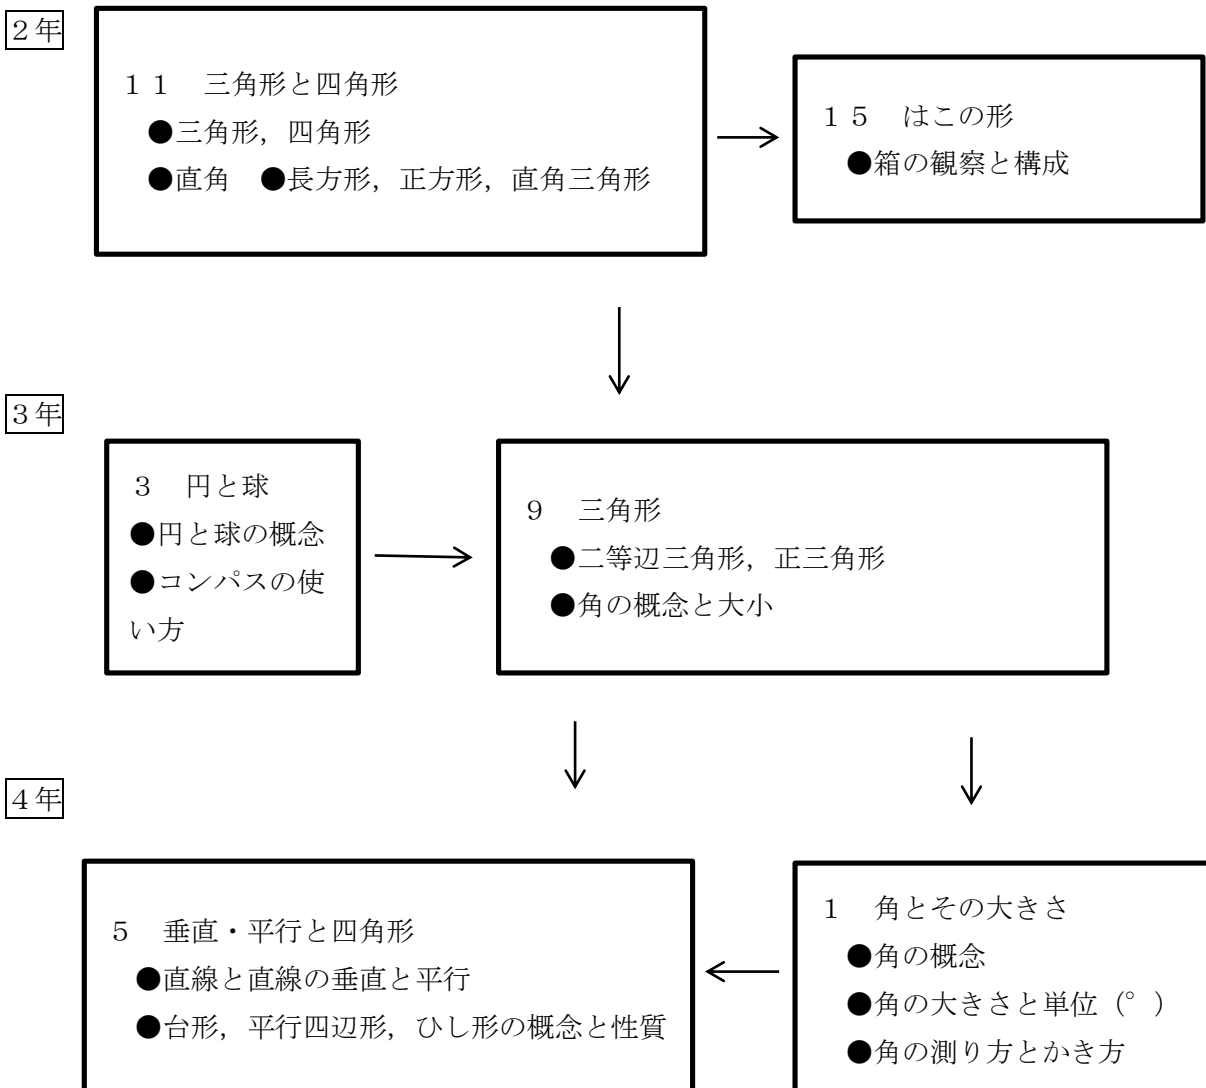 ２年
１１　三角形と四角形
●三角形，四角形
●直角　●長方形，正方形，直角三角形
１５　はこの形
●箱の観察と構成
３年
３　円と球
●円と球の概念
●コンパスの使
い方
９　三角形
●二等辺三角形，正三角形
●角の概念と大小
４年
５　垂直・平行と四角形
●直線と直線の垂直と平行
●台形，平行四辺形，ひし形の概念と性質
１　角とその大きさ
●角の概念
●角の大きさと単位（°）
●角の測り方とかき方